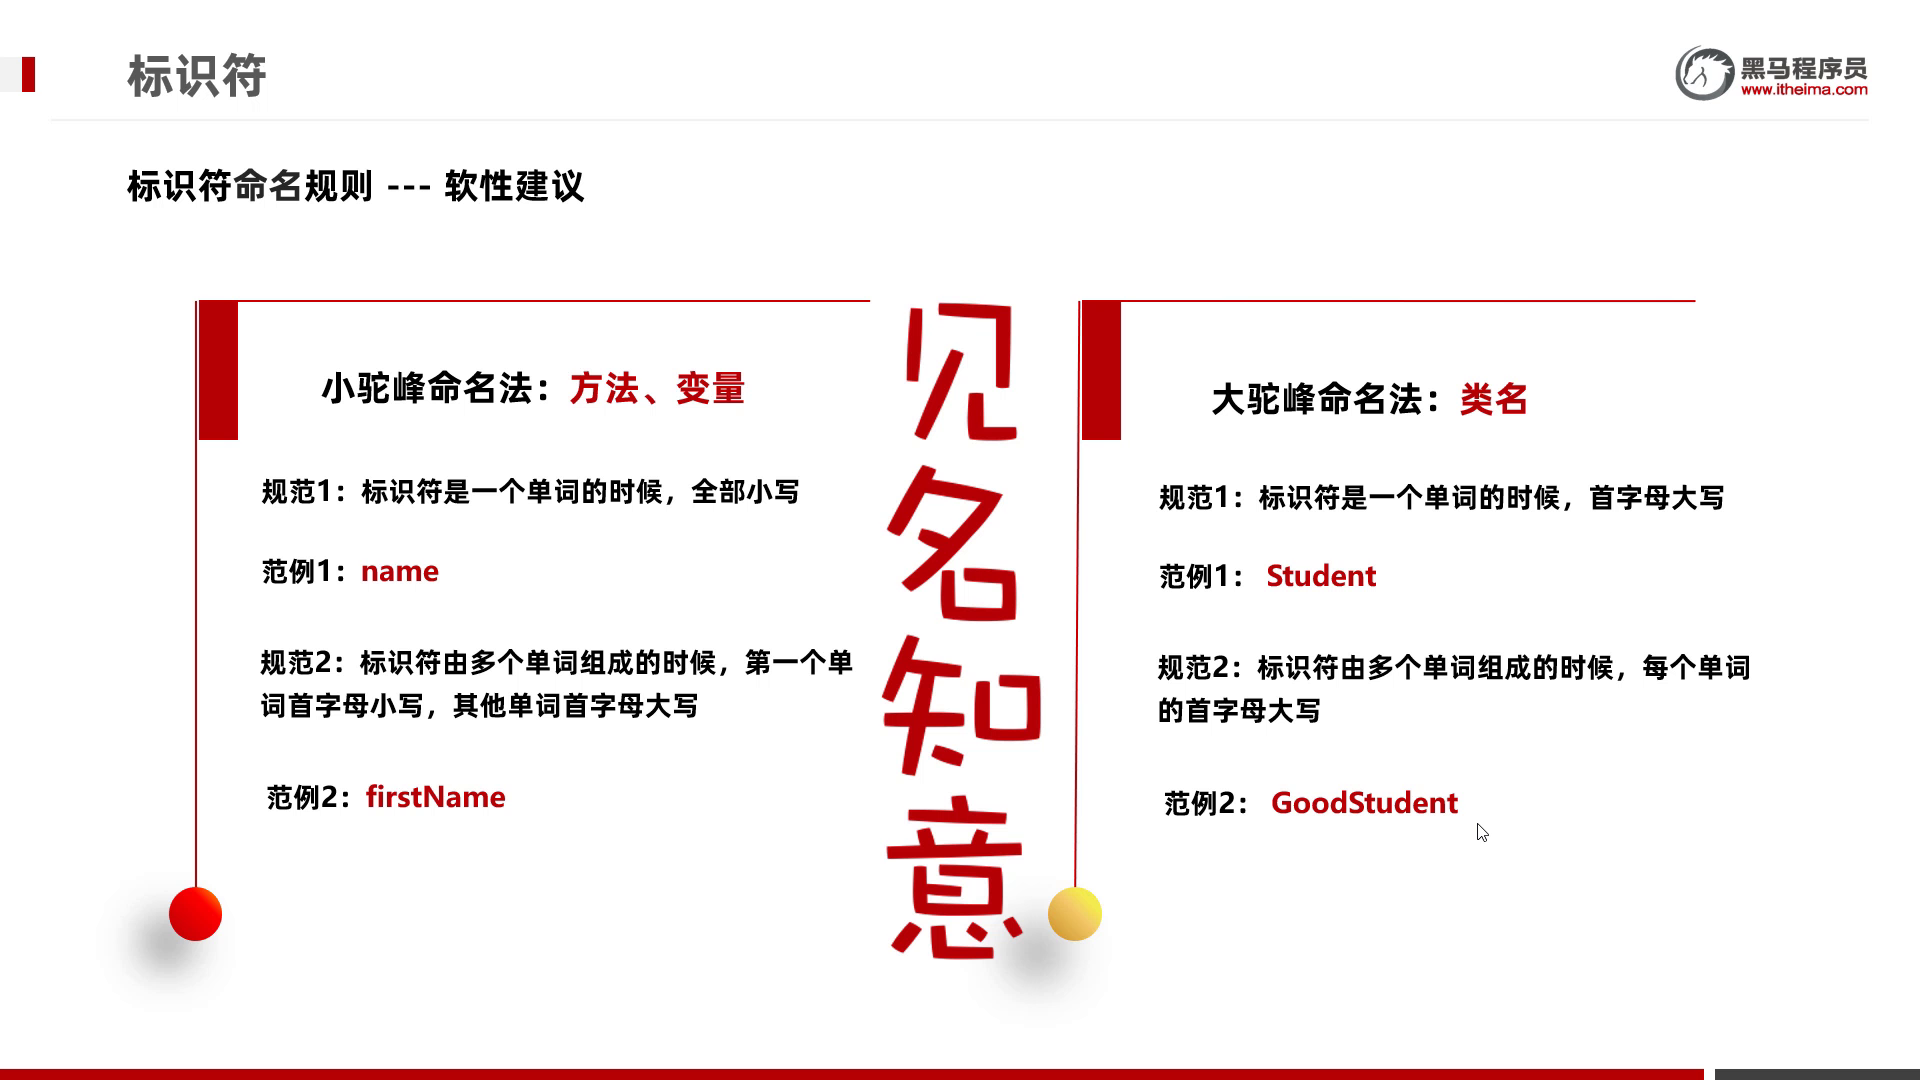 标识符
黑马程序员
www.itheima.com
标识符命名规则 --- 软性建议
小驼峰命名法：方法、变量
规范1：标识符是一个单词的时候，全部小写
范例1：name
规范2：标识符由多个单词组成的时候，第一个单
词首字母小写，其他单词首字母大写
范例2：firstName
见
名
知
意
大驼峰命名法：类名
规范1：标识符是一个单词的时候，首字母大写
范例1： Student
规范2：标识符由多个单词组成的时候，每个单词
的首字母大写
范例2： GoodStudent